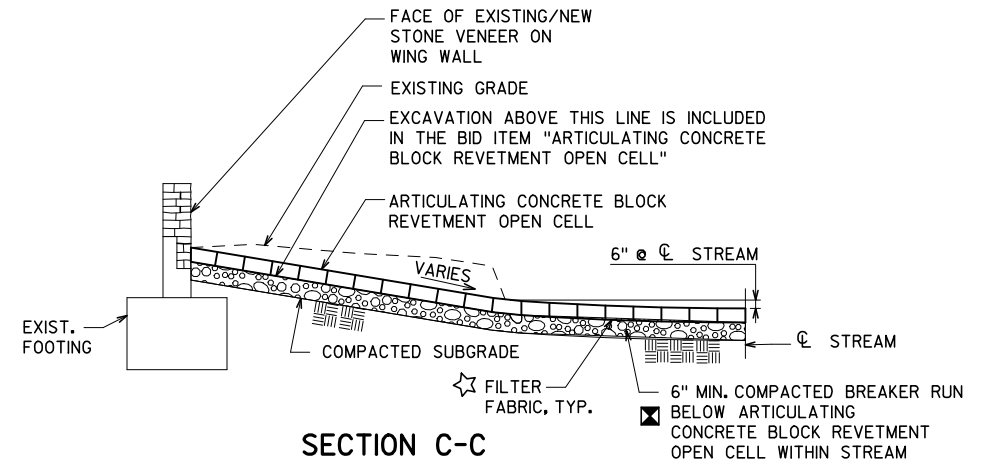 FACE OF EXISTING/NEW
STONE VENEER ON
WING WALL
EXISTING GRADE
EXCAVATION ABOVE THIS LINE IS INCLUDED
IN THE BID ITEM "ARTICULATING CONCRETE
BLOCK REVETMENT OPEN CELL"
ARTICULATING CONCRETE BLOCK
REVETMENT OPEN CELL
6" @ ℄ STREAM
VARIES
EXIST.
FOOTING
℄ STREAM
COMPACTED SUBGRADE
FILTER
FABRIC, TYP.
6" MIN. COMPACTED BREAKER RUN
BELOW ARTICULATING
CONCRETE BLOCK REVETMENT
OPEN CELL WITHIN STREAM
SECTION C-C